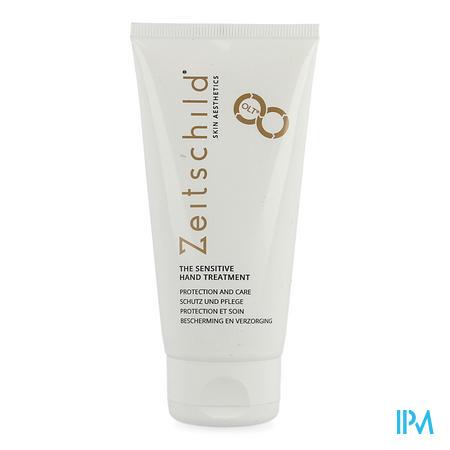 Zeitschild®
SKIN AESTHETICS
OLT®
THE SENSITIVE
HAND TREATMENT
PROTECTION AND CARE
SCHUTZ UND PFLEGE
PROTECTION ET SOIN
BESCHERMING EN VERZORGING
IPM